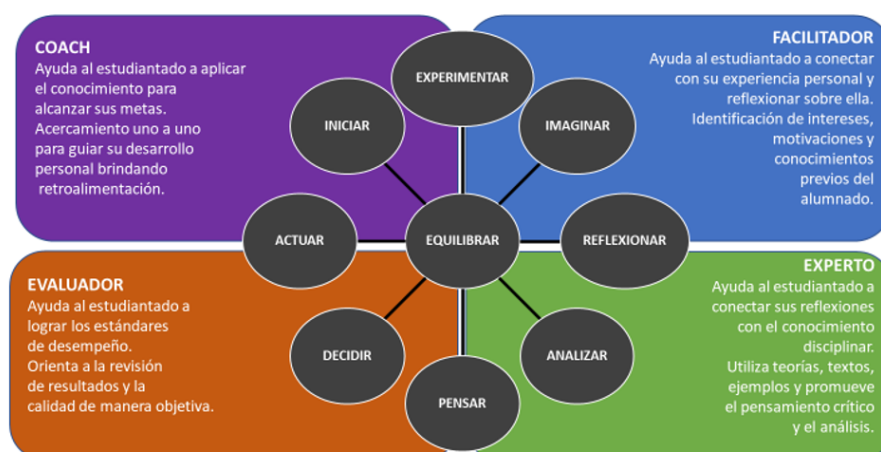 COACH
Ayuda al estudiantado a aplicar
el conocimiento para
alcanzar sus metas.
Acercamiento uno a uno
para guiar su desarrollo
personal brindando
retroalimentación.
FACILITADOR
Ayuda al estudiantado a conectar
con su experiencia personal y
reflexionar sobre ella.
Identificación de intereses,
motivaciones y
conocimientos
previos del
alumnado.
EXPERIMENTAR
INICIAR
IMAGINAR
ACTUAR
EQUILIBRAR
REFLEXIONAR
DECIDIR
ANALIZAR
PENSAR
EVALUADOR
Ayuda al estudiantado a
lograr los estándares
de desempeño.
Orienta a la revisión
de resultados y la
calidad de manera objetiva.
EXPERTO
Ayuda al estudiantado a
conectar sus reflexiones
con el conocimiento
disciplinar.
Utiliza teorías, textos,
ejemplos y promueve
el pensamiento crítico
y el análisis.